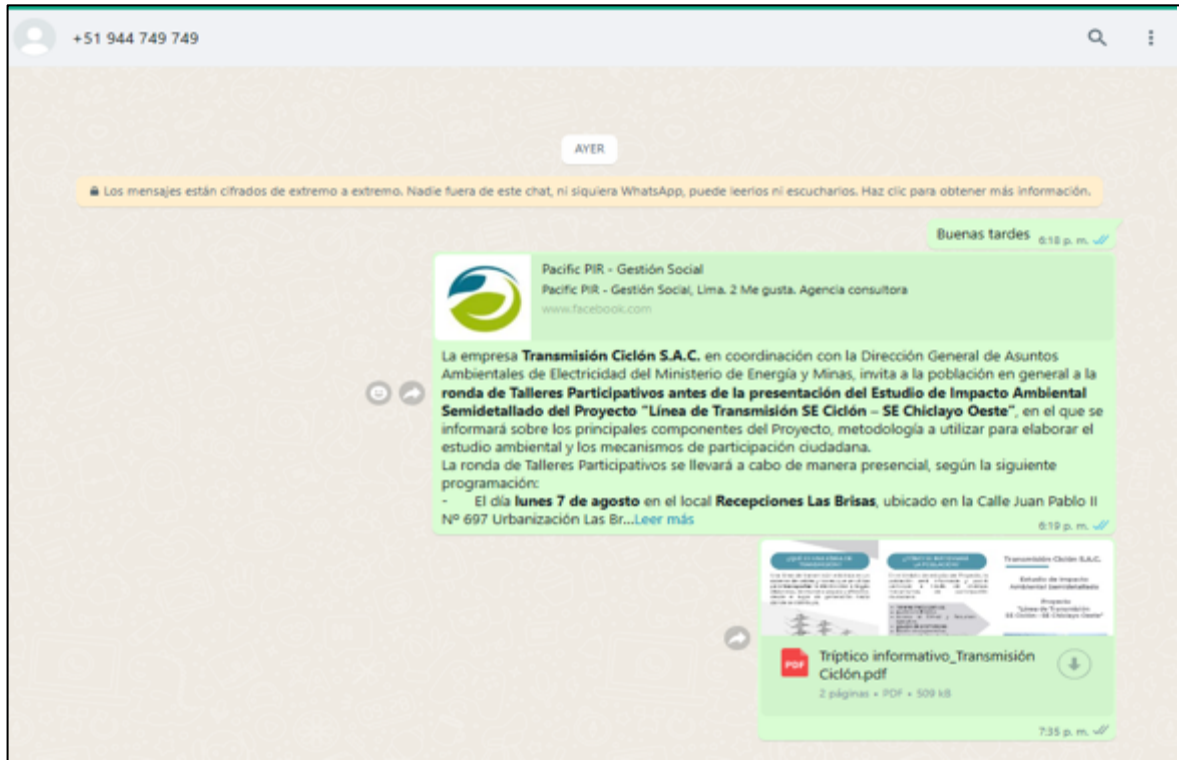 +51 944 749 749
AYER
Los mensajes están cifrados de extremo a extremo. Nadie fuera de este chat, ni siquiera WhatsApp, puede leerlos ni escucharlos. Haz clic para obtener más información.
Buenas tardes 6:18 p. m.
Pacific PIR - Gestión Social
Pacific PIR - Gestión Social, Lima. 2 Me gusta. Agencia consultora
www.facebook.com
La empresa Transmisión Ciclón S.A.C. en coordinación con la Dirección General de Asuntos
Ambientales de Electricidad del Ministerio de Energía y Minas, invita a la población en general a la
ronda de Talleres Participativos antes de la presentación del Estudio de Impacto Ambiental
Semidetallado del Proyecto "Línea de Transmisión SE Ciclón – SE Chiclayo Oeste", en el que se
informará sobre los principales componentes del Proyecto, metodología a utilizar para elaborar el
estudio ambiental y los mecanismos de participación ciudadana.
La ronda de Talleres Participativos se llevará a cabo de manera presencial, según la siguiente
programación:
- El día lunes 7 de agosto en el local Recepciones Las Brisas, ubicado en la Calle Juan Pablo II
Nº 697 Urbanización Las Br...Leer más
6:19 p. m.
¿QUÉ ES UNA LÍNEA DE
TRANSMISIÓN?
Transmisión Ciclón S.A.C.
Estudio de Impacto
Ambiental Semidetallado
Proyecto
"Línea de Transmisión
SE Ciclón - SE Chiclayo Oeste"
PDF
Tríptico informativo_Transmisión
Ciclón.pdf
2 páginas • PDF • 509 kB
7:35 p. m.